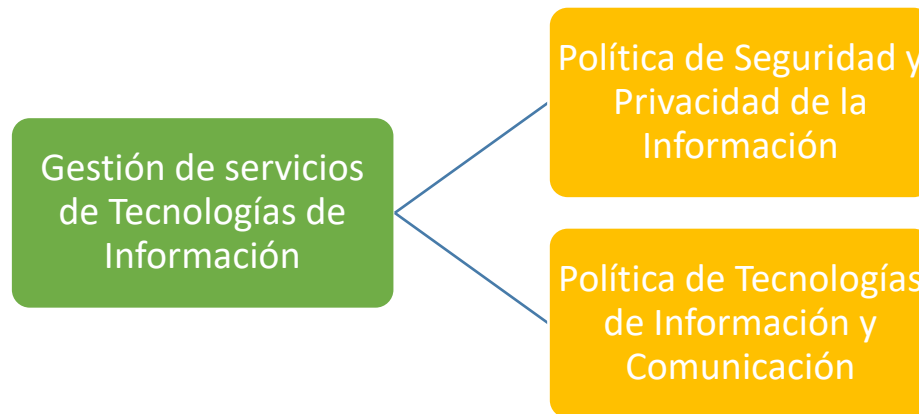 Gestión de servicios
de Tecnologías de
Información
Política de Seguridad y
Privacidad de la
Información
Política de Tecnologías
de Información y
Comunicación